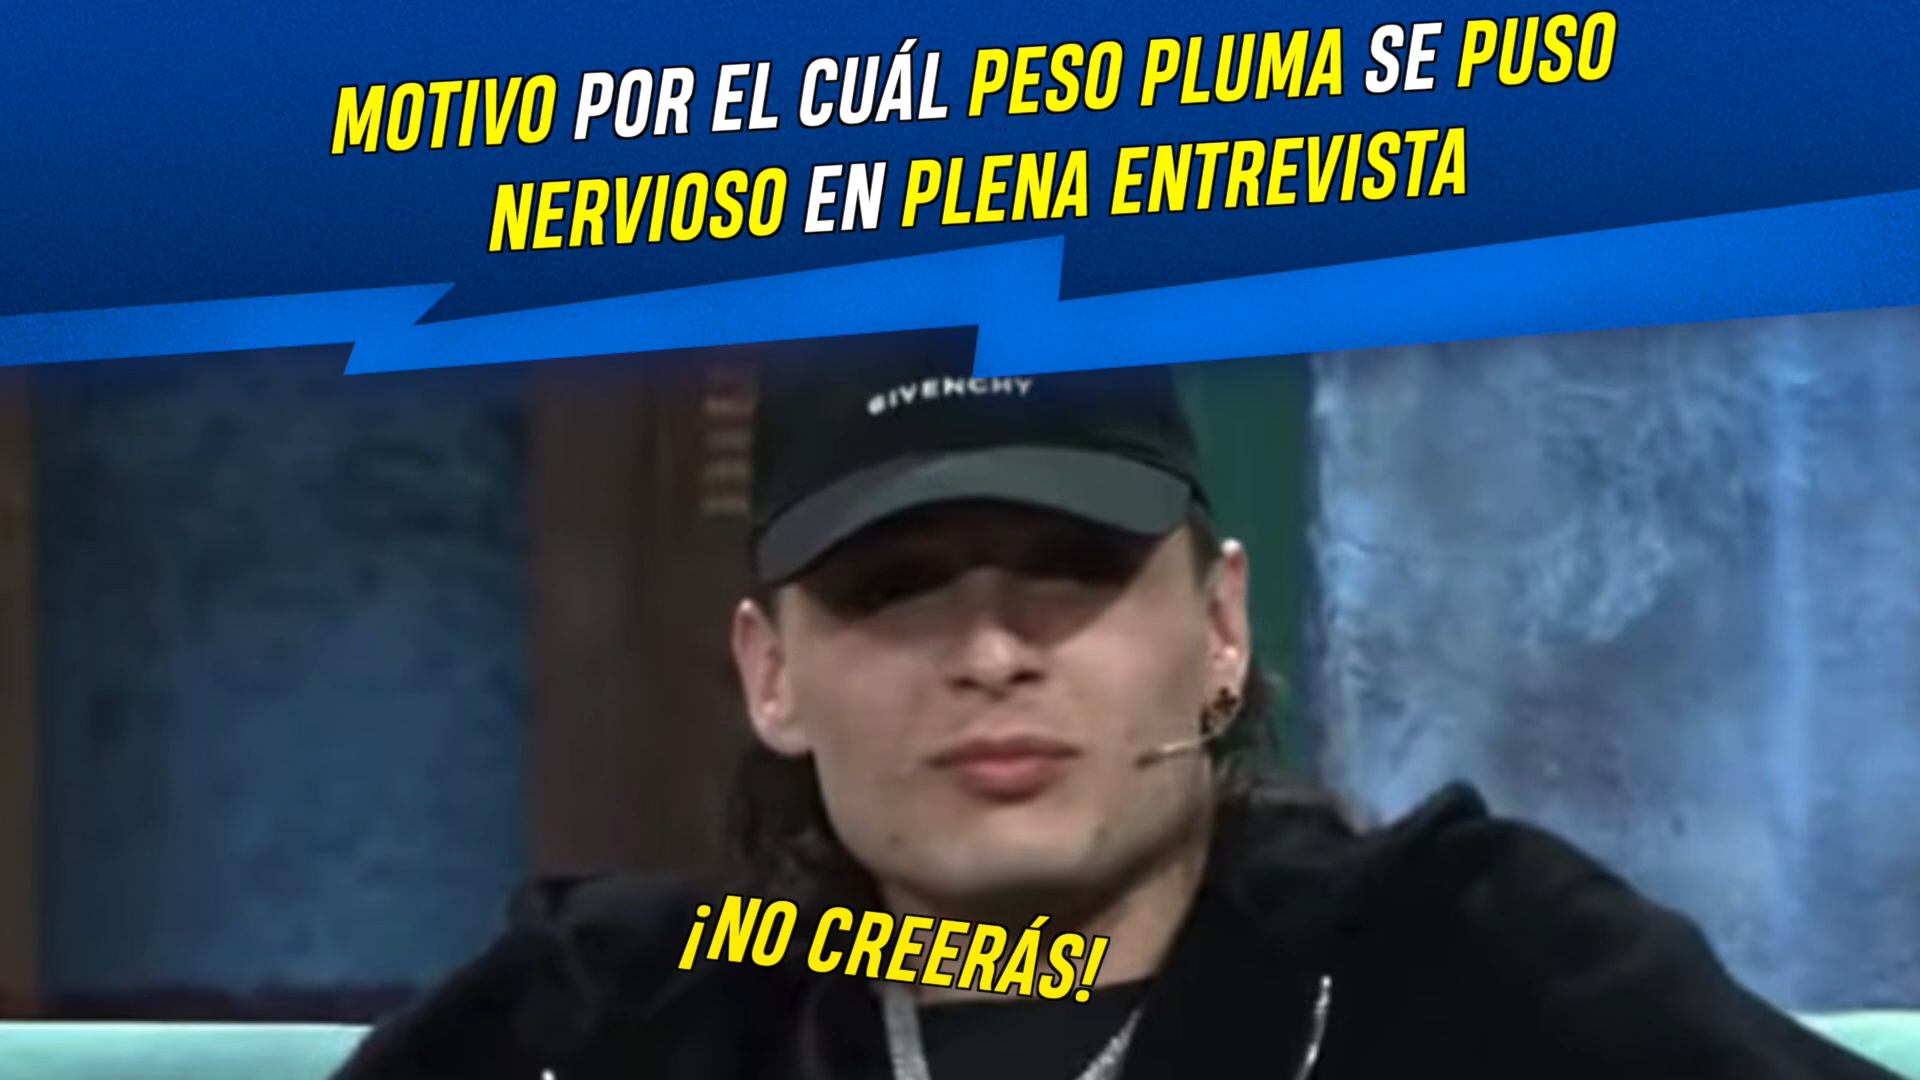 MOTIVO POR EL CUÁL PESO PLUMA SE PUSO
NERVIOSO EN PLENA ENTREVISTA
GIVENCHY
¡NO CREERÁS!